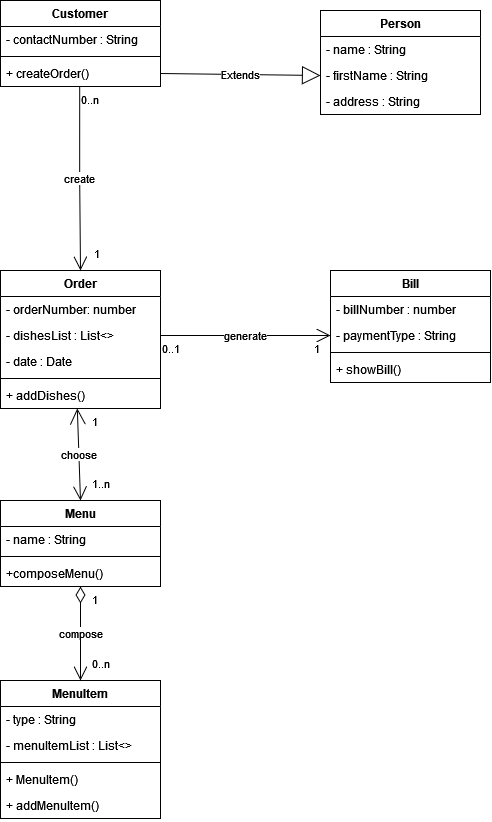 Customer
- contactNumber : String
+ createOrder()
Extends
Person
- name : String
- firstName : String
- address : String
0..n
create
1
Order
- orderNumber: number
- dishesList : List<>
- date : Date
+ addDishes()
generate
0..1
1
Bill
- billNumber : number
- paymentType : String
+ showBill()
1
choose
1..n
Menu
- name : String
+composeMenu()
1
compose
0..n
MenuItem
- type : String
- menuItemList : List<>
+ MenuItem()
+ addMenuItem()